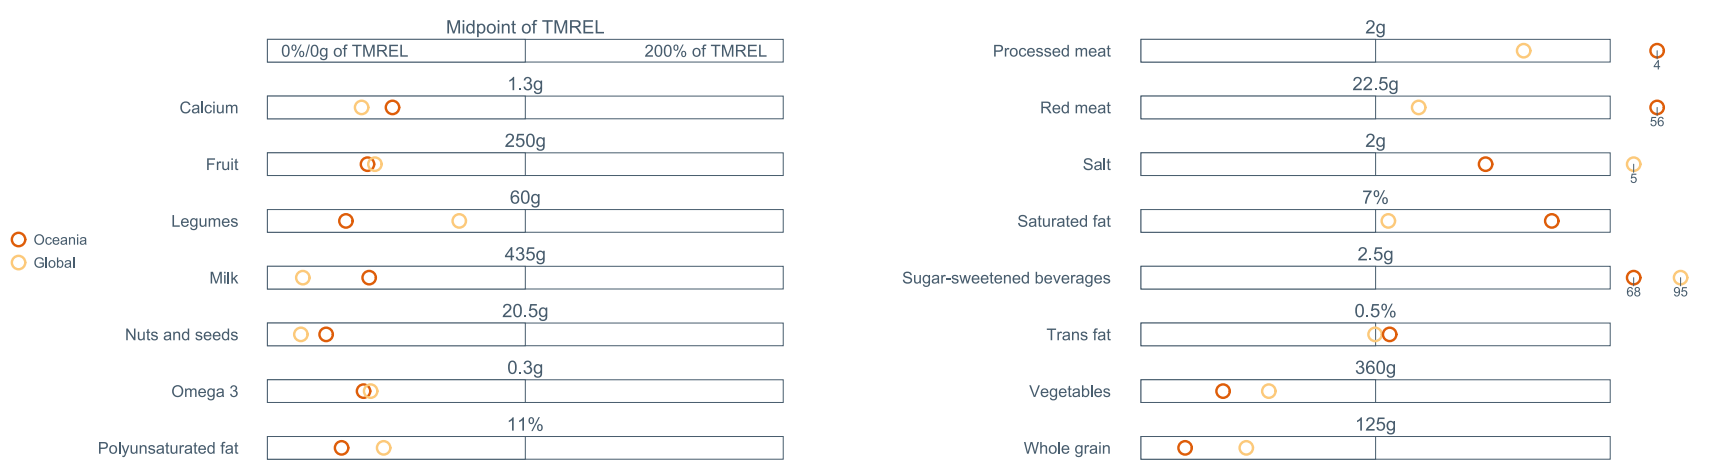 Midpoint of TMREL
0%/0g of TMREL 200% of TMREL
1.3g
Calcium
250g
Fruit
60g
Legumes
435g
Milk
20.5g
Nuts and seeds
0.3g
Omega 3
11%
Polyunsaturated fat
Oceania
Global
2g
Processed meat
4
22.5g
Red meat
56
2g
Salt
5
7%
Saturated fat
2.5g
Sugar-sweetened beverages
68 95
0.5%
Trans fat
360g
Vegetables
125g
Whole grain